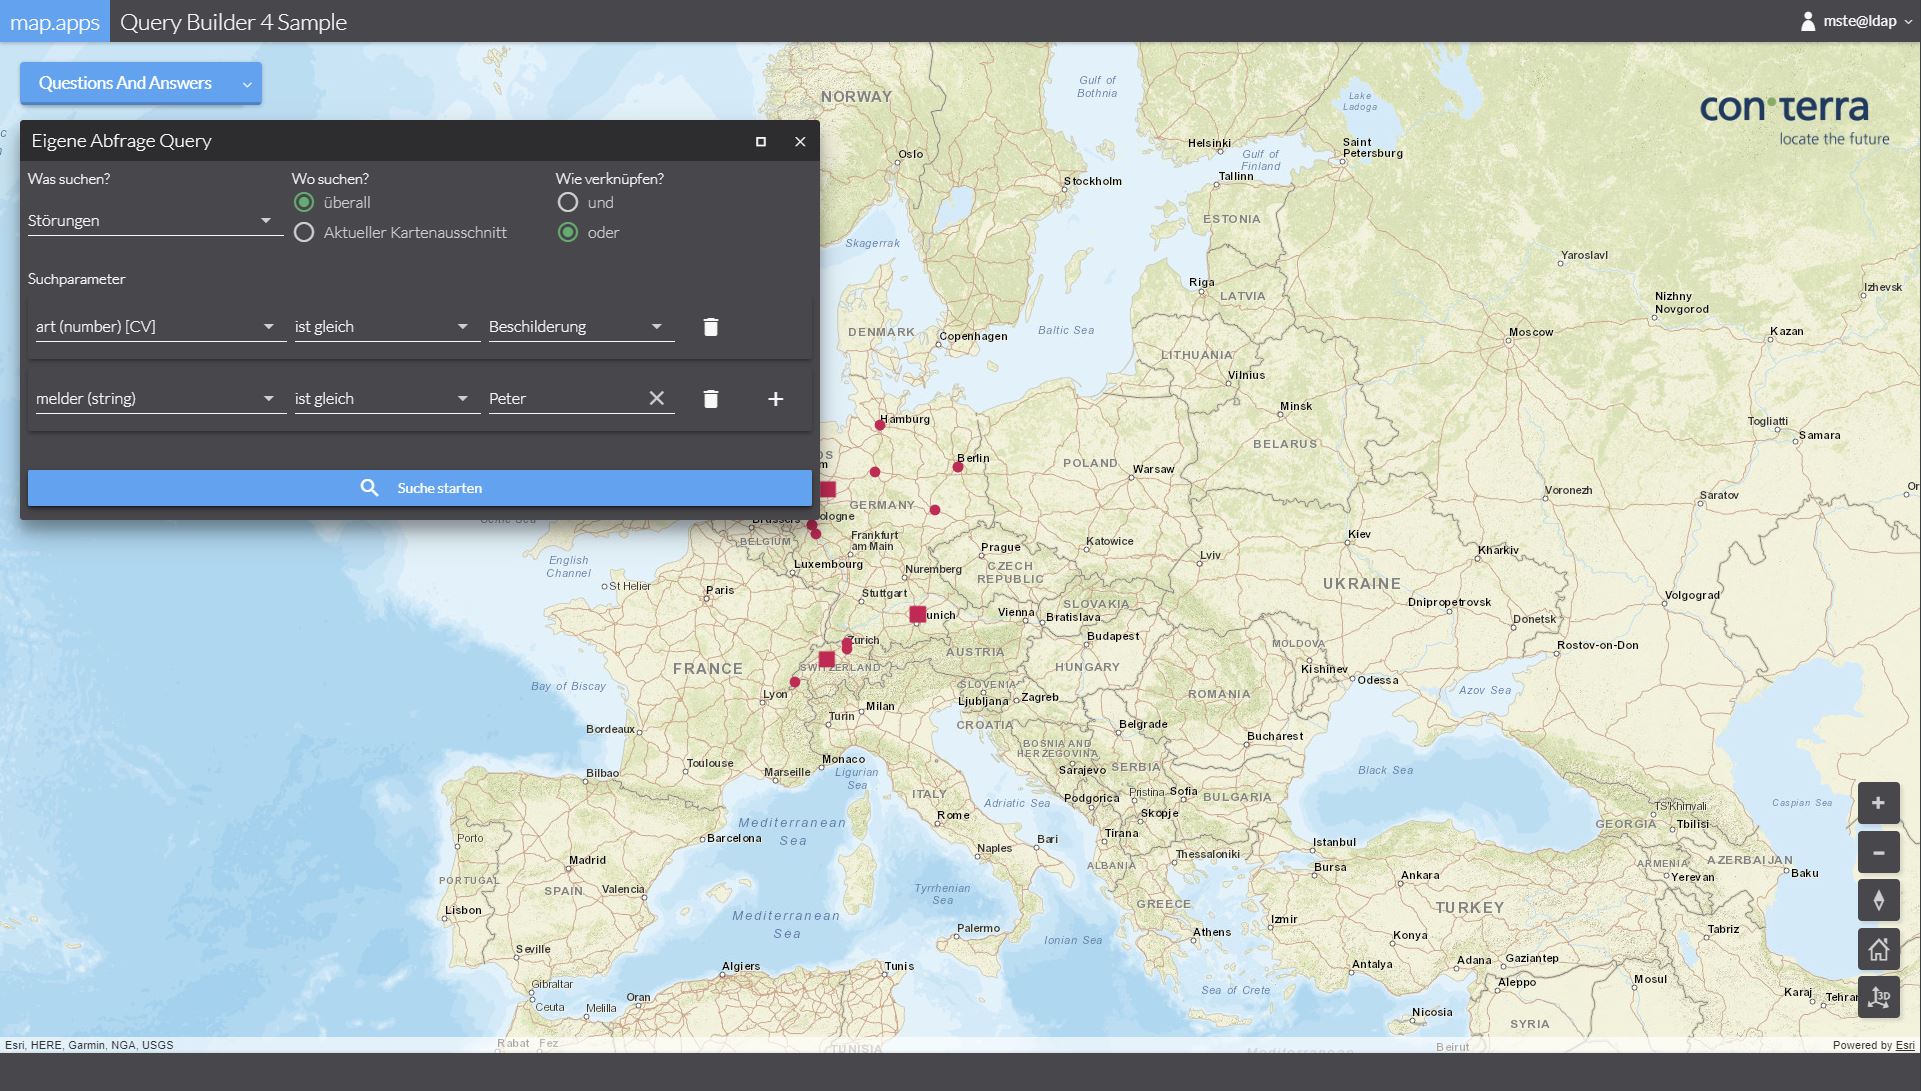 map.apps
Query Builder 4 Sample
mste@ldap
Questions And Answers
con terra
locate the future
Eigene Abfrage Query
Was suchen?
Störungen
Wo suchen?
überall
Aktueller Kartenausschnitt
Wie verknüpfen?
und
oder
Suchparameter
art (number) [CV]
ist gleich
Beschilderung
melder (string)
ist gleich
Peter
Suche starten
NORWAY
Gulf of
Bothnia
Lake
Ladoga
Oslo
Helsinki
Gulf of
Finland
Saint
Petersburg
Stockholm
Tallinn
ESTONIA
Skagerrak
Yaroslavl
Riga
LATVIA
Izhevsk
Nizhny
Novgorod
DENMARK
Copenhagen
Baltic Sea
Moscow
Kazan
LITHUANIA
Vilnius
Minsk
Hamburg
Togliatti
Samara
BELARUS
Berlin
POLAND
Warsaw
GERMANY
Voronezh
Saratov
Or
ologne
Brussels
BELGIUM
Celtic Sea
Frankfurt
am Main
Prague
Katowice
Kiev
Kharkiv
Lviv
English
Channel
Luxembourg
Nuremberg
CZECH
REPUBLIC
St Helier
Paris
Stuttgart
UKRAINE
Volgograd
SLOVAKIA
Dnipropetrovsk
Donetsk
unich
Vienna
Bratislava
Zurich
Budapest
MOLDOVA
Rostov-on-Don
FRANCE
SWITZERLAND
AUSTRIA
HUNGARY
Kishinev
Odessa
Bay of Biscay
Lyon
SLOVENIA
Ljubljana
Zagreb
ROMANIA
Azov Sea
Milan
Turin
CROATIA
Belgrade
Bordeaux
Bucharest
BOSNIA AND
HERZEGOVINA
Monaco
Toulouse
Marseille
Ligurian
Sea
Sarajevo
SERBIA
Black Sea
Bilbao
ITALY
Adriatic Sea
Podgorica
Pristina
Sofia
BULGARIA
Caspian Sea
Skopje
TS'Khinvali
GEORGIA
Tbilisi
Mediterranean
Sea
Rome
Porto
Barcelona
Bari
Tirana
Istanbul
Naples
Thessaloniki
Madrid
ALBANIA
Bursa
ARMENIA
AZERBAIJAN
Yerevan
Baku
Ankara
PORTUGAL
SPAIN
Valencia
Tyrrhenian
Sea
GREECE
TURKEY
Lisbon
Mediterranean
Sea
Izmir
Palermo
Ionian Sea
Athens
Konya
Tabriz
Seville
Algiers
Tunis
Antalya
Adana
Gaziantep
Gibraltar
Aleppo
Mosul
Ceuta
Melilla
Oran
Sea of Crete
Karaj
Tehran
3D
Nicosia
SYRIA
Rabat
Fez
TUNISIA
Mediterranean
Beirut
Esri, HERE, Garmin, NGA, USGS
Powered by Esri